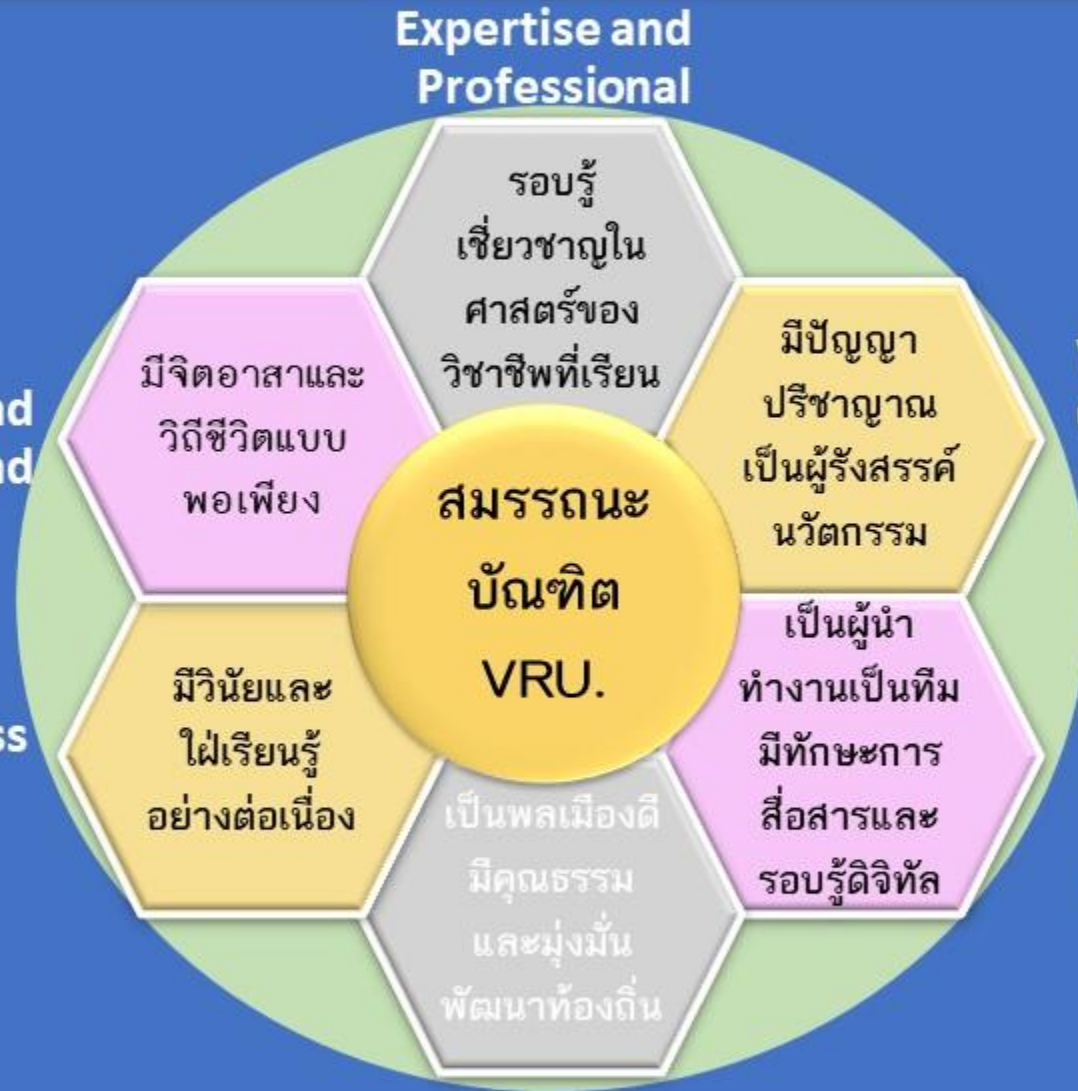 Expertise and
Professional
รอบรู้
เชี่ยวชาญใน
ศาสตร์ของ
วิชาชีพที่เรียน
มีปัญญา
ปรีชาญาณ
เป็นผู้รังสรรค์
นวัตกรรม
เป็นผู้นำ
ทำงานเป็นทีม
มีทักษะการ
สื่อสารและ
รอบรู้ดิจิทัล
เป็นพลเมืองดี
มีคุณธรรม
และมุ่งมั่น
พัฒนาท้องถิ่น
มีวินัยและ
ใฝ่เรียนรู้
อย่างต่อเนื่อง
มีจิตอาสาและ
วิถีชีวิตแบบ
พอเพียง
สมรรถนะ
บัณฑิต
VRU.